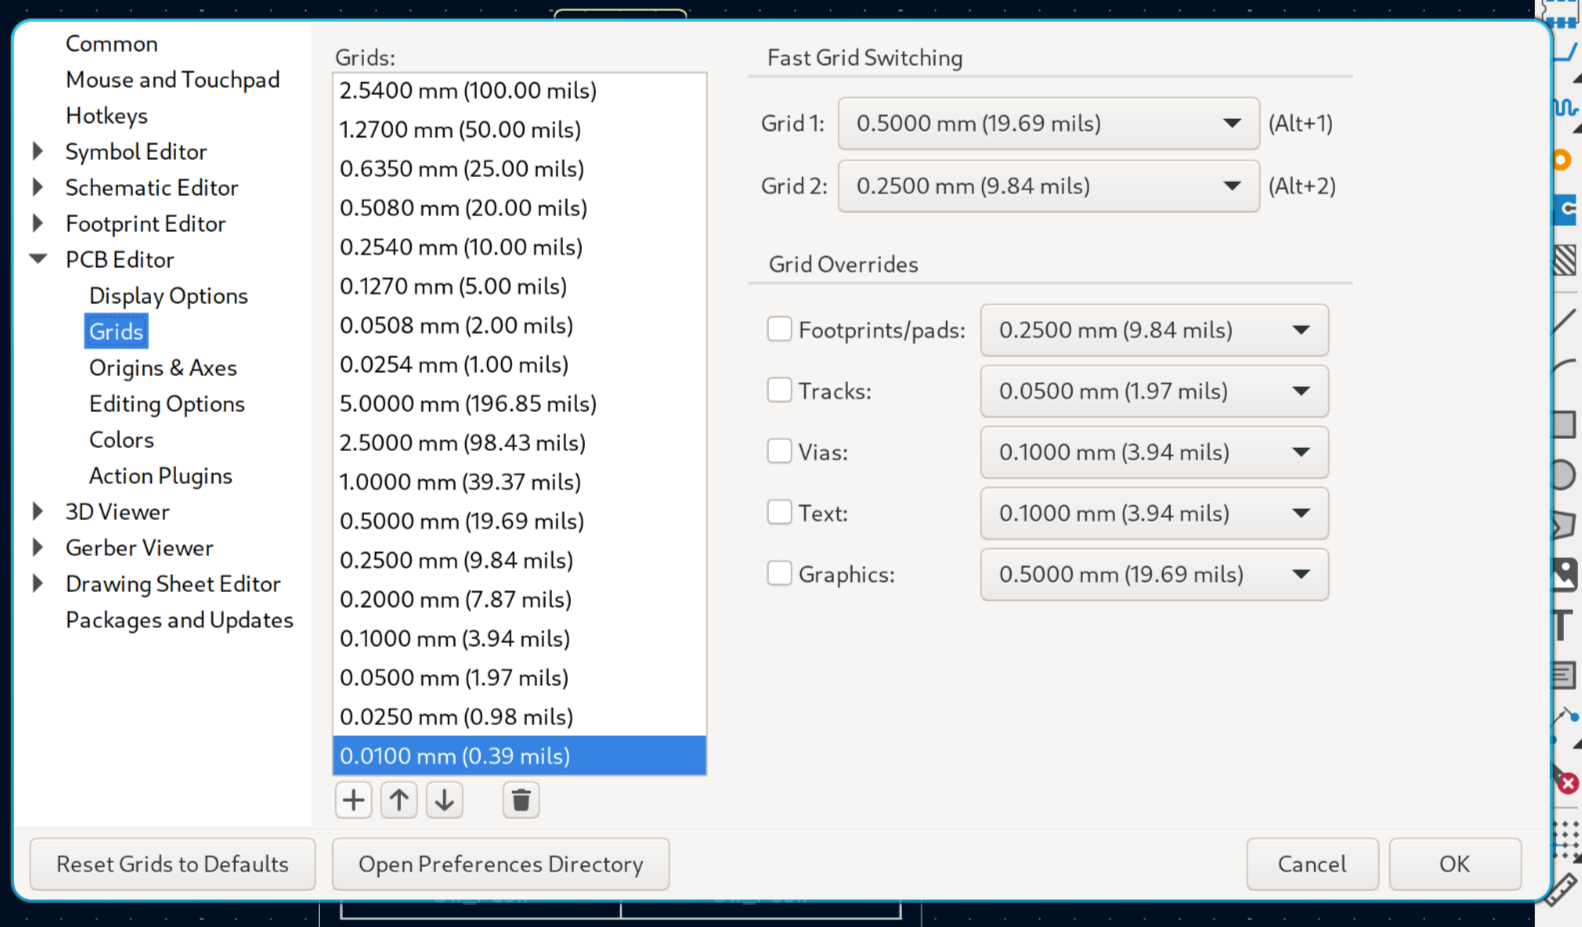 Common
Mouse and Touchpad
Hotkeys
Symbol Editor
Schematic Editor
Footprint Editor
PCB Editor
Display Options
Grids
Origins & Axes
Editing Options
Colors
Action Plugins
3D Viewer
Gerber Viewer
Drawing Sheet Editor
Packages and Updates
Grids:
2.5400 mm (100.00 mils)
1.2700 mm (50.00 mils)
0.6350 mm (25.00 mils)
0.5080 mm (20.00 mils)
0.2540 mm (10.00 mils)
0.1270 mm (5.00 mils)
0.0508 mm (2.00 mils)
0.0254 mm (1.00 mils)
5.0000 mm (196.85 mils)
2.5000 mm (98.43 mils)
1.0000 mm (39.37 mils)
0.5000 mm (19.69 mils)
0.2500 mm (9.84 mils)
0.2000 mm (7.87 mils)
0.1000 mm (3.94 mils)
0.0500 mm (1.97 mils)
0.0250 mm (0.98 mils)
0.0100 mm (0.39 mils)
Fast Grid Switching
Grid 1: 0.5000 mm (19.69 mils) (Alt+1)
Grid 2: 0.2500 mm (9.84 mils) (Alt+2)
Grid Overrides
Footprints/pads: 0.2500 mm (9.84 mils)
Tracks: 0.0500 mm (1.97 mils)
Vias: 0.1000 mm (3.94 mils)
Text: 0.1000 mm (3.94 mils)
Graphics: 0.5000 mm (19.69 mils)
Reset Grids to Defaults
Open Preferences Directory
Cancel
OK
T